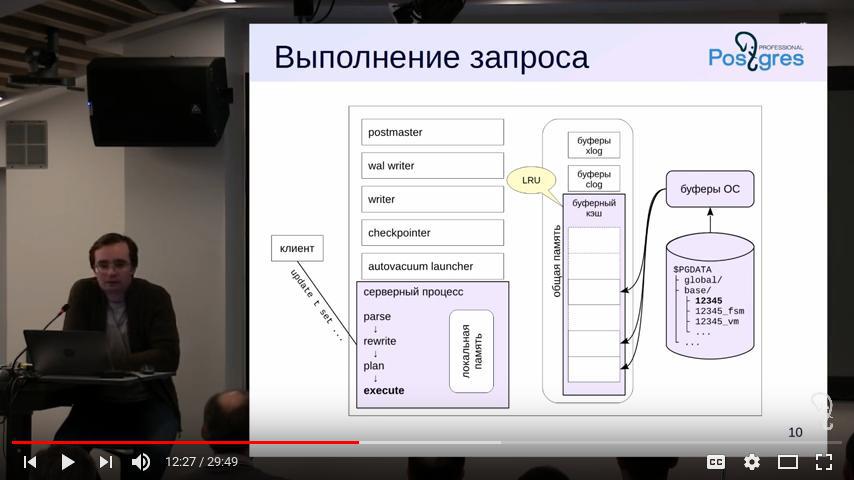 Выполнение запроса
PROFESSIONAL
Postgres
postmaster
wal writer
writer
checkpointer
autovacuum launcher
серверный процесс
parse
↓
rewrite
↓
plan
↓
execute
локальная
память
клиент
update t set ...
LRU
общая память
буферы
xlog
буферы
clog
буферный
кэш
буферы ОС
$PGDATA
global/
base/
12345
12345_fsm
12345_vm
...
...
10
12:27 / 29:49
CC